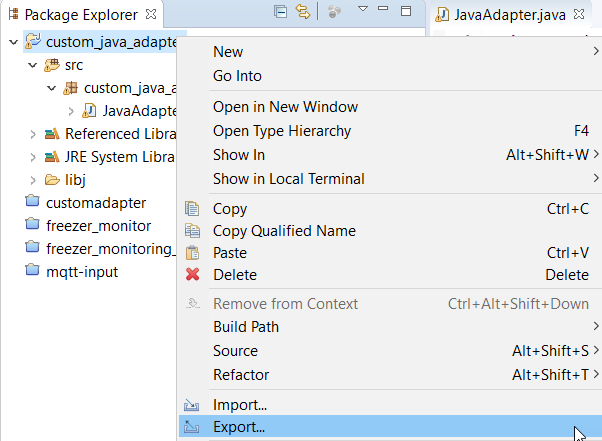 Package Explorer
JavaAdapter.java
custom_java_adapte
src
custom_java_a
JavaAdapte
Referenced Libra
JRE System Libra
libj
customadapter
freezer_monitor
freezer_monitoring_
mqtt-input
New
Go Into
Open in New Window
Open Type Hierarchy F4
Show In Alt+Shift+W
Show in Local Terminal
Copy Ctrl+C
Copy Qualified Name
Paste Ctrl+V
Delete Delete
Remove from Context Ctrl+Alt+Shift+Down
Build Path
Source Alt+Shift+S
Refactor Alt+Shift+T
Import...
Export...